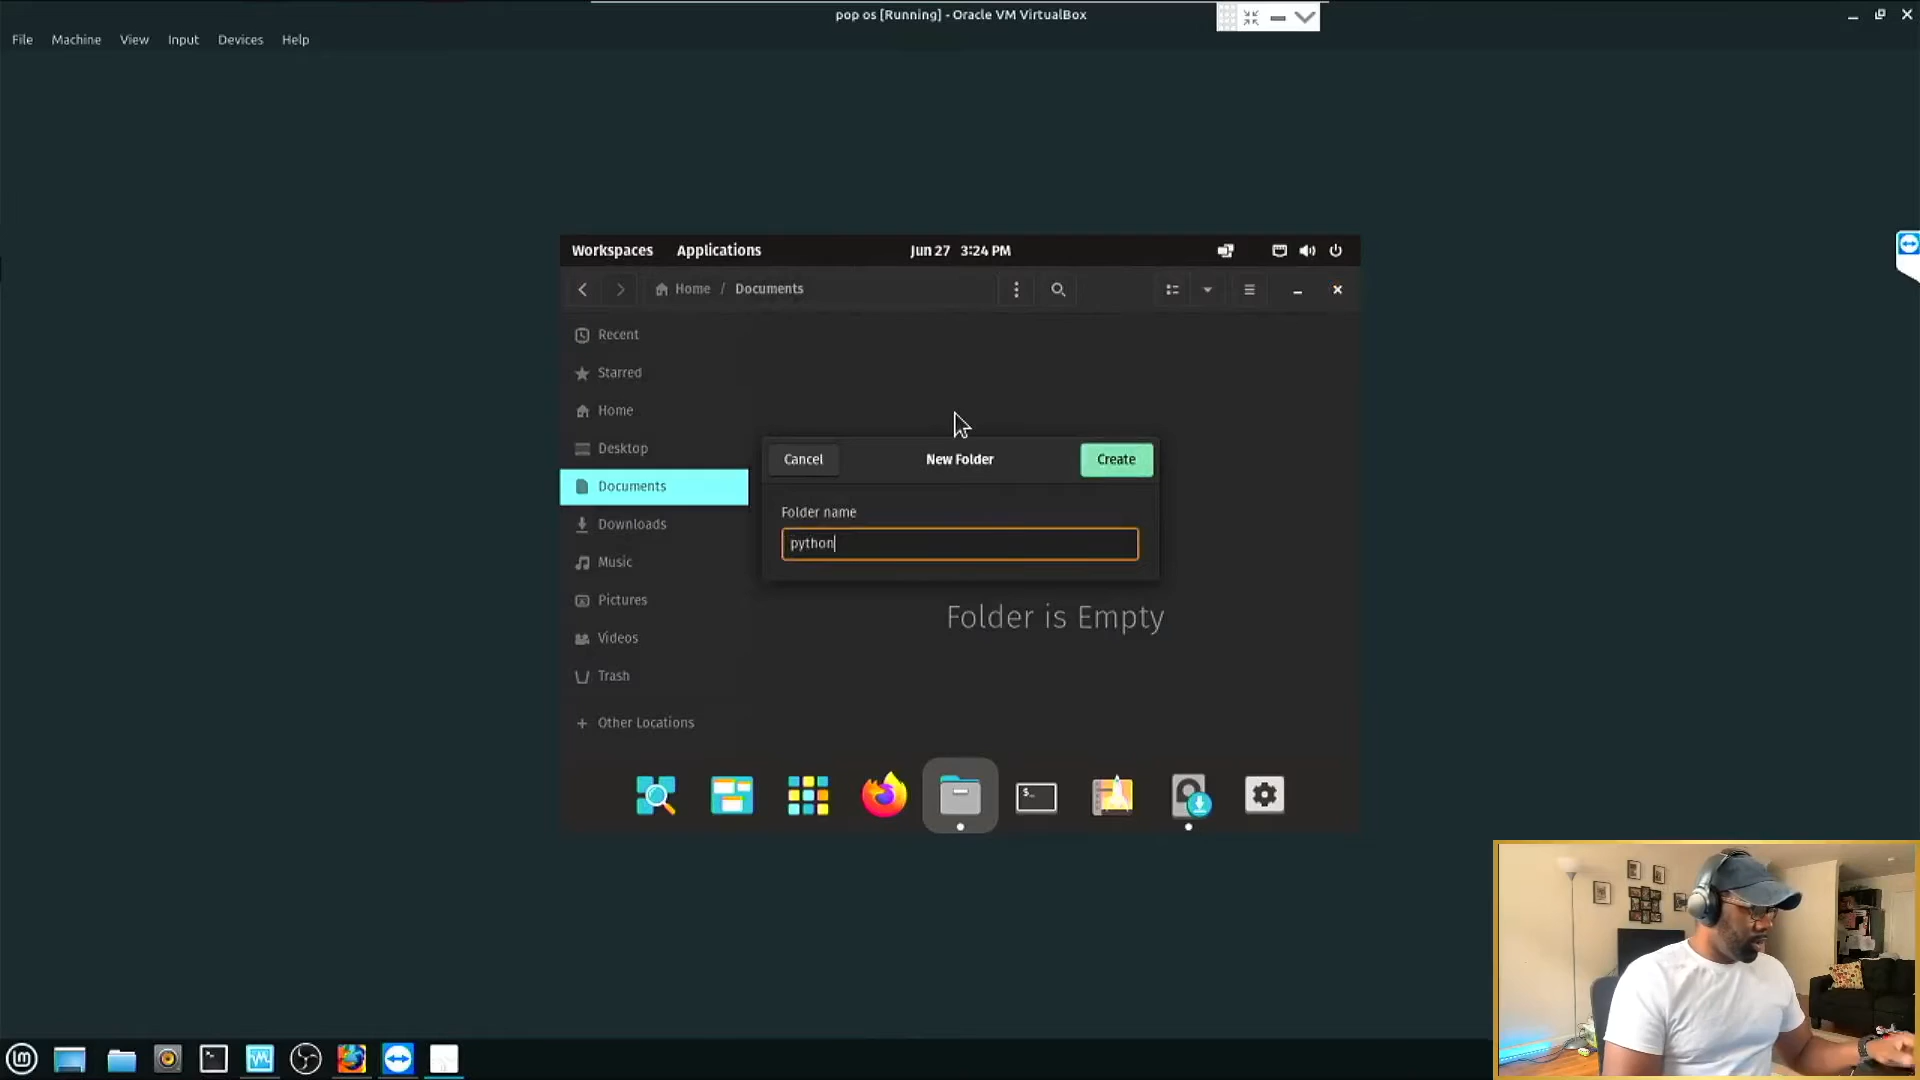 pop os [Running] - Oracle VM VirtualBox
File Machine View Input Devices Help
Workspaces Applications Jun 27 3:24 PM
Home / Documents
Recent
Starred
Home
Desktop
Documents
Downloads
Music
Pictures
Videos
Trash
Other Locations
Cancel New Folder Create
Folder name
python
Folder is Empty